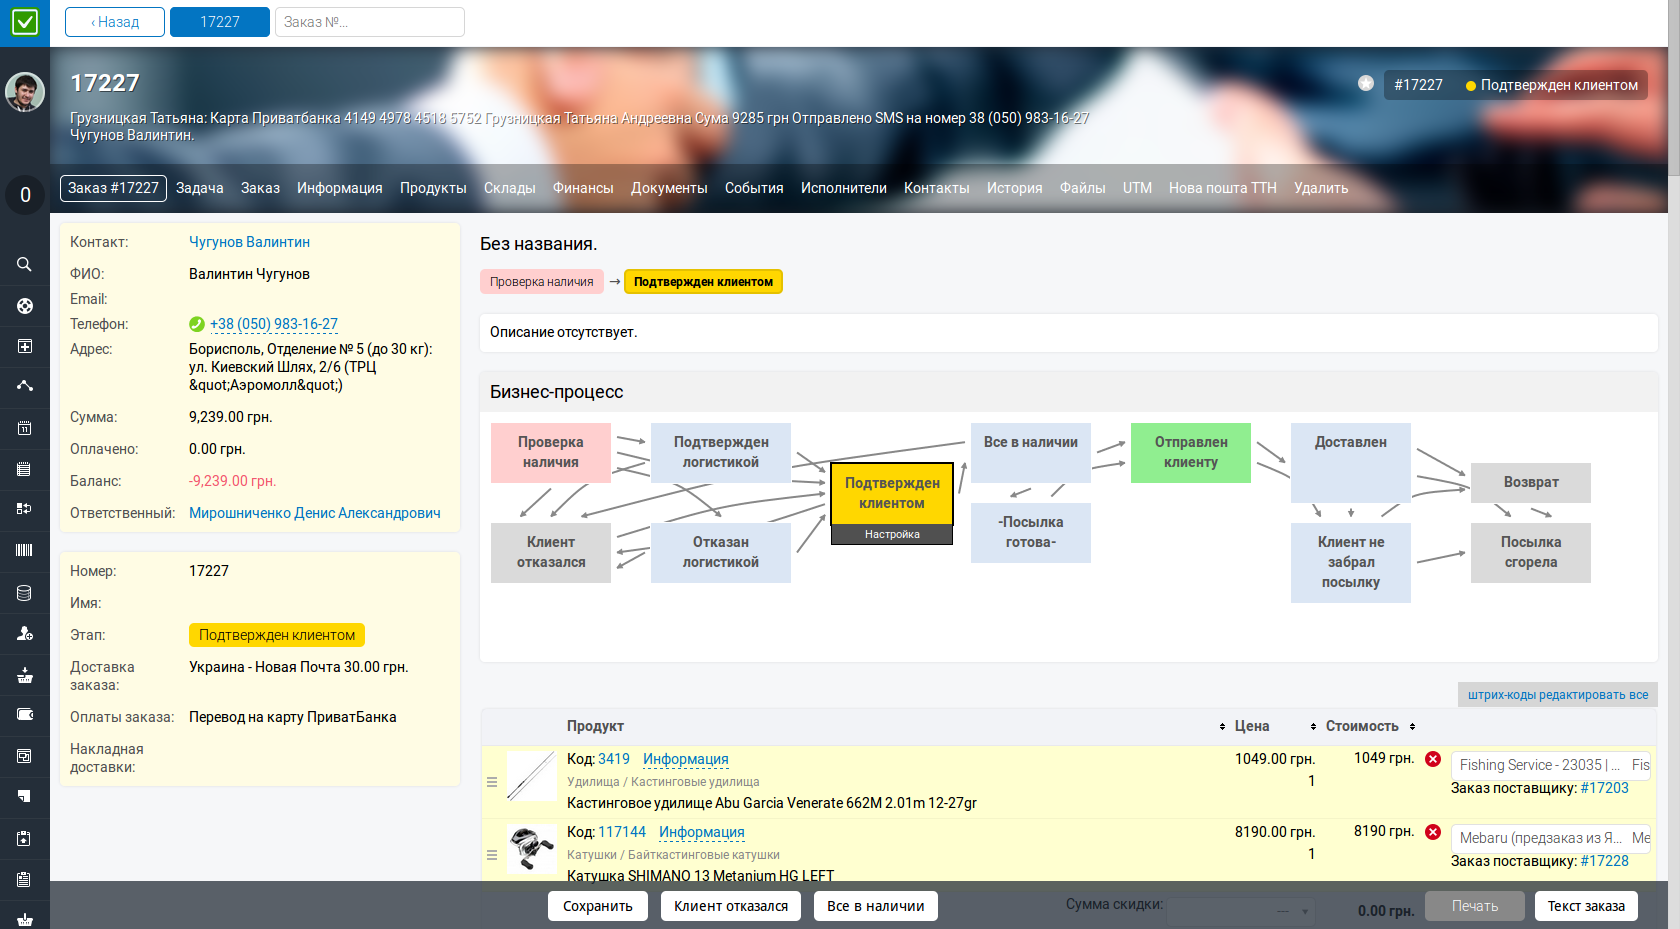 ‹ Назад
17227
Заказ №...
17227
#17227
Подтвержден клиентом
Грузницкая Татьяна: Карта Приватбанка 4149 4978 4518 5752 Грузницкая Татьяна Андреевна Сума 9285 грн Отправлено SMS на номер 38 (050) 983-16-27
Чугунов Валинтин.
0
Заказ #17227 Задача Заказ Информация Продукты Склады Финансы Документы События Исполнители Контакты История Файлы UTM Нова пошта ТТН Удалить
Контакт: Чугунов Валинтин
ФИО: Валинтин Чугунов
Email:
Телефон: +38 (050) 983-16-27
Адрес: Борисполь, Отделение № 5 (до 30 кг):
ул. Киевский Шлях, 2/6 (ТРЦ
&quot;Аэромолл&quot;)
Сумма: 9,239.00 грн.
Оплачено: 0.00 грн.
Баланс: -9,239.00 грн.
Ответственный: Мирошниченко Денис Александрович
Номер: 17227
Имя:
Этап: Подтвержден клиентом
Доставка
заказа: Украина - Новая Почта 30.00 грн.
Оплаты заказа: Перевод на карту ПриватБанка
Накладная
доставки:
Без названия.
Проверка наличия → Подтвержден клиентом
Описание отсутствует.
Бизнес-процесс
Проверка
наличия
Подтвержден
логистикой
Подтвержден
клиентом
Настройка
Все в наличии
Отправлен
клиенту
Доставлен
Возврат
Клиент
отказался
Отказан
логистикой
-Посылка
готова-
Клиент не
забрал
посылку
Посылка
сгорела
штрих-коды редактировать все
Продукт Цена Стоимость
Код: 3419 Информация 1049.00 грн. 1049 грн. Fishing Service - 23035 | ... Fis
Удилища / Кастинговые удилища 1 Заказ поставщику: #17203
Кастинговое удилище Abu Garcia Venerate 662M 2.01m 12-27gr
Код: 117144 Информация 8190.00 грн. 8190 грн. Mebaru (предзаказ из Я... Me
Катушки / Байткастинговые катушки 1 Заказ поставщику: #17228
Катушка SHIMANO 13 Metanium HG LEFT
Сумма скидки: --- 0.00 грн.
Сохранить Клиент отказался Все в наличии Печать Текст заказа